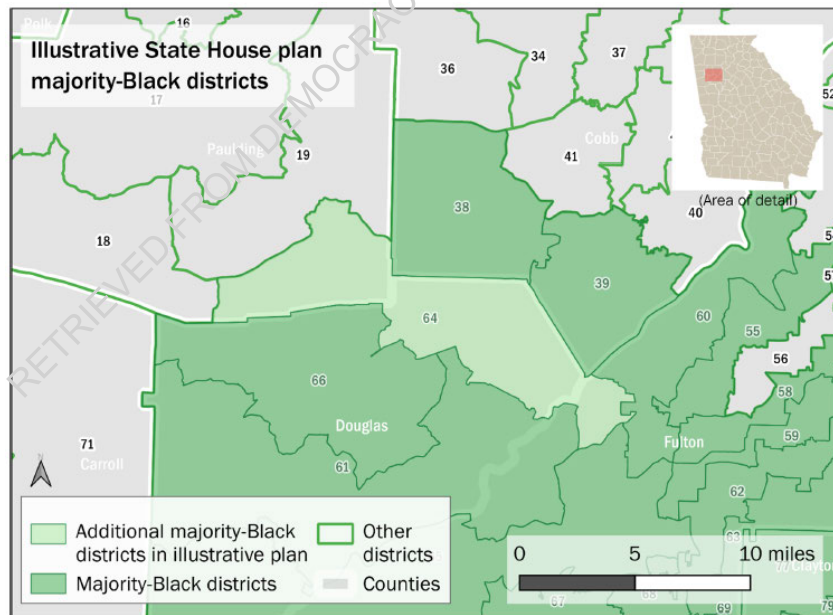 Illustrative State House plan
majority-Black districts
Polk
16
17
34
37
36
52
Paulding
19
41
Cobb
(Area of detail)
38
40
18
39
57
64
60
55
56
66
58
Douglas
Fulton
59
71
Carroll
61
62
63
Clayton
67
68
69
79
Additional majority-Black
districts in illustrative plan
Majority-Black districts
Other
districts
Counties
0 5 10 miles
N
RETRIEVED FROM DEMOCRAC